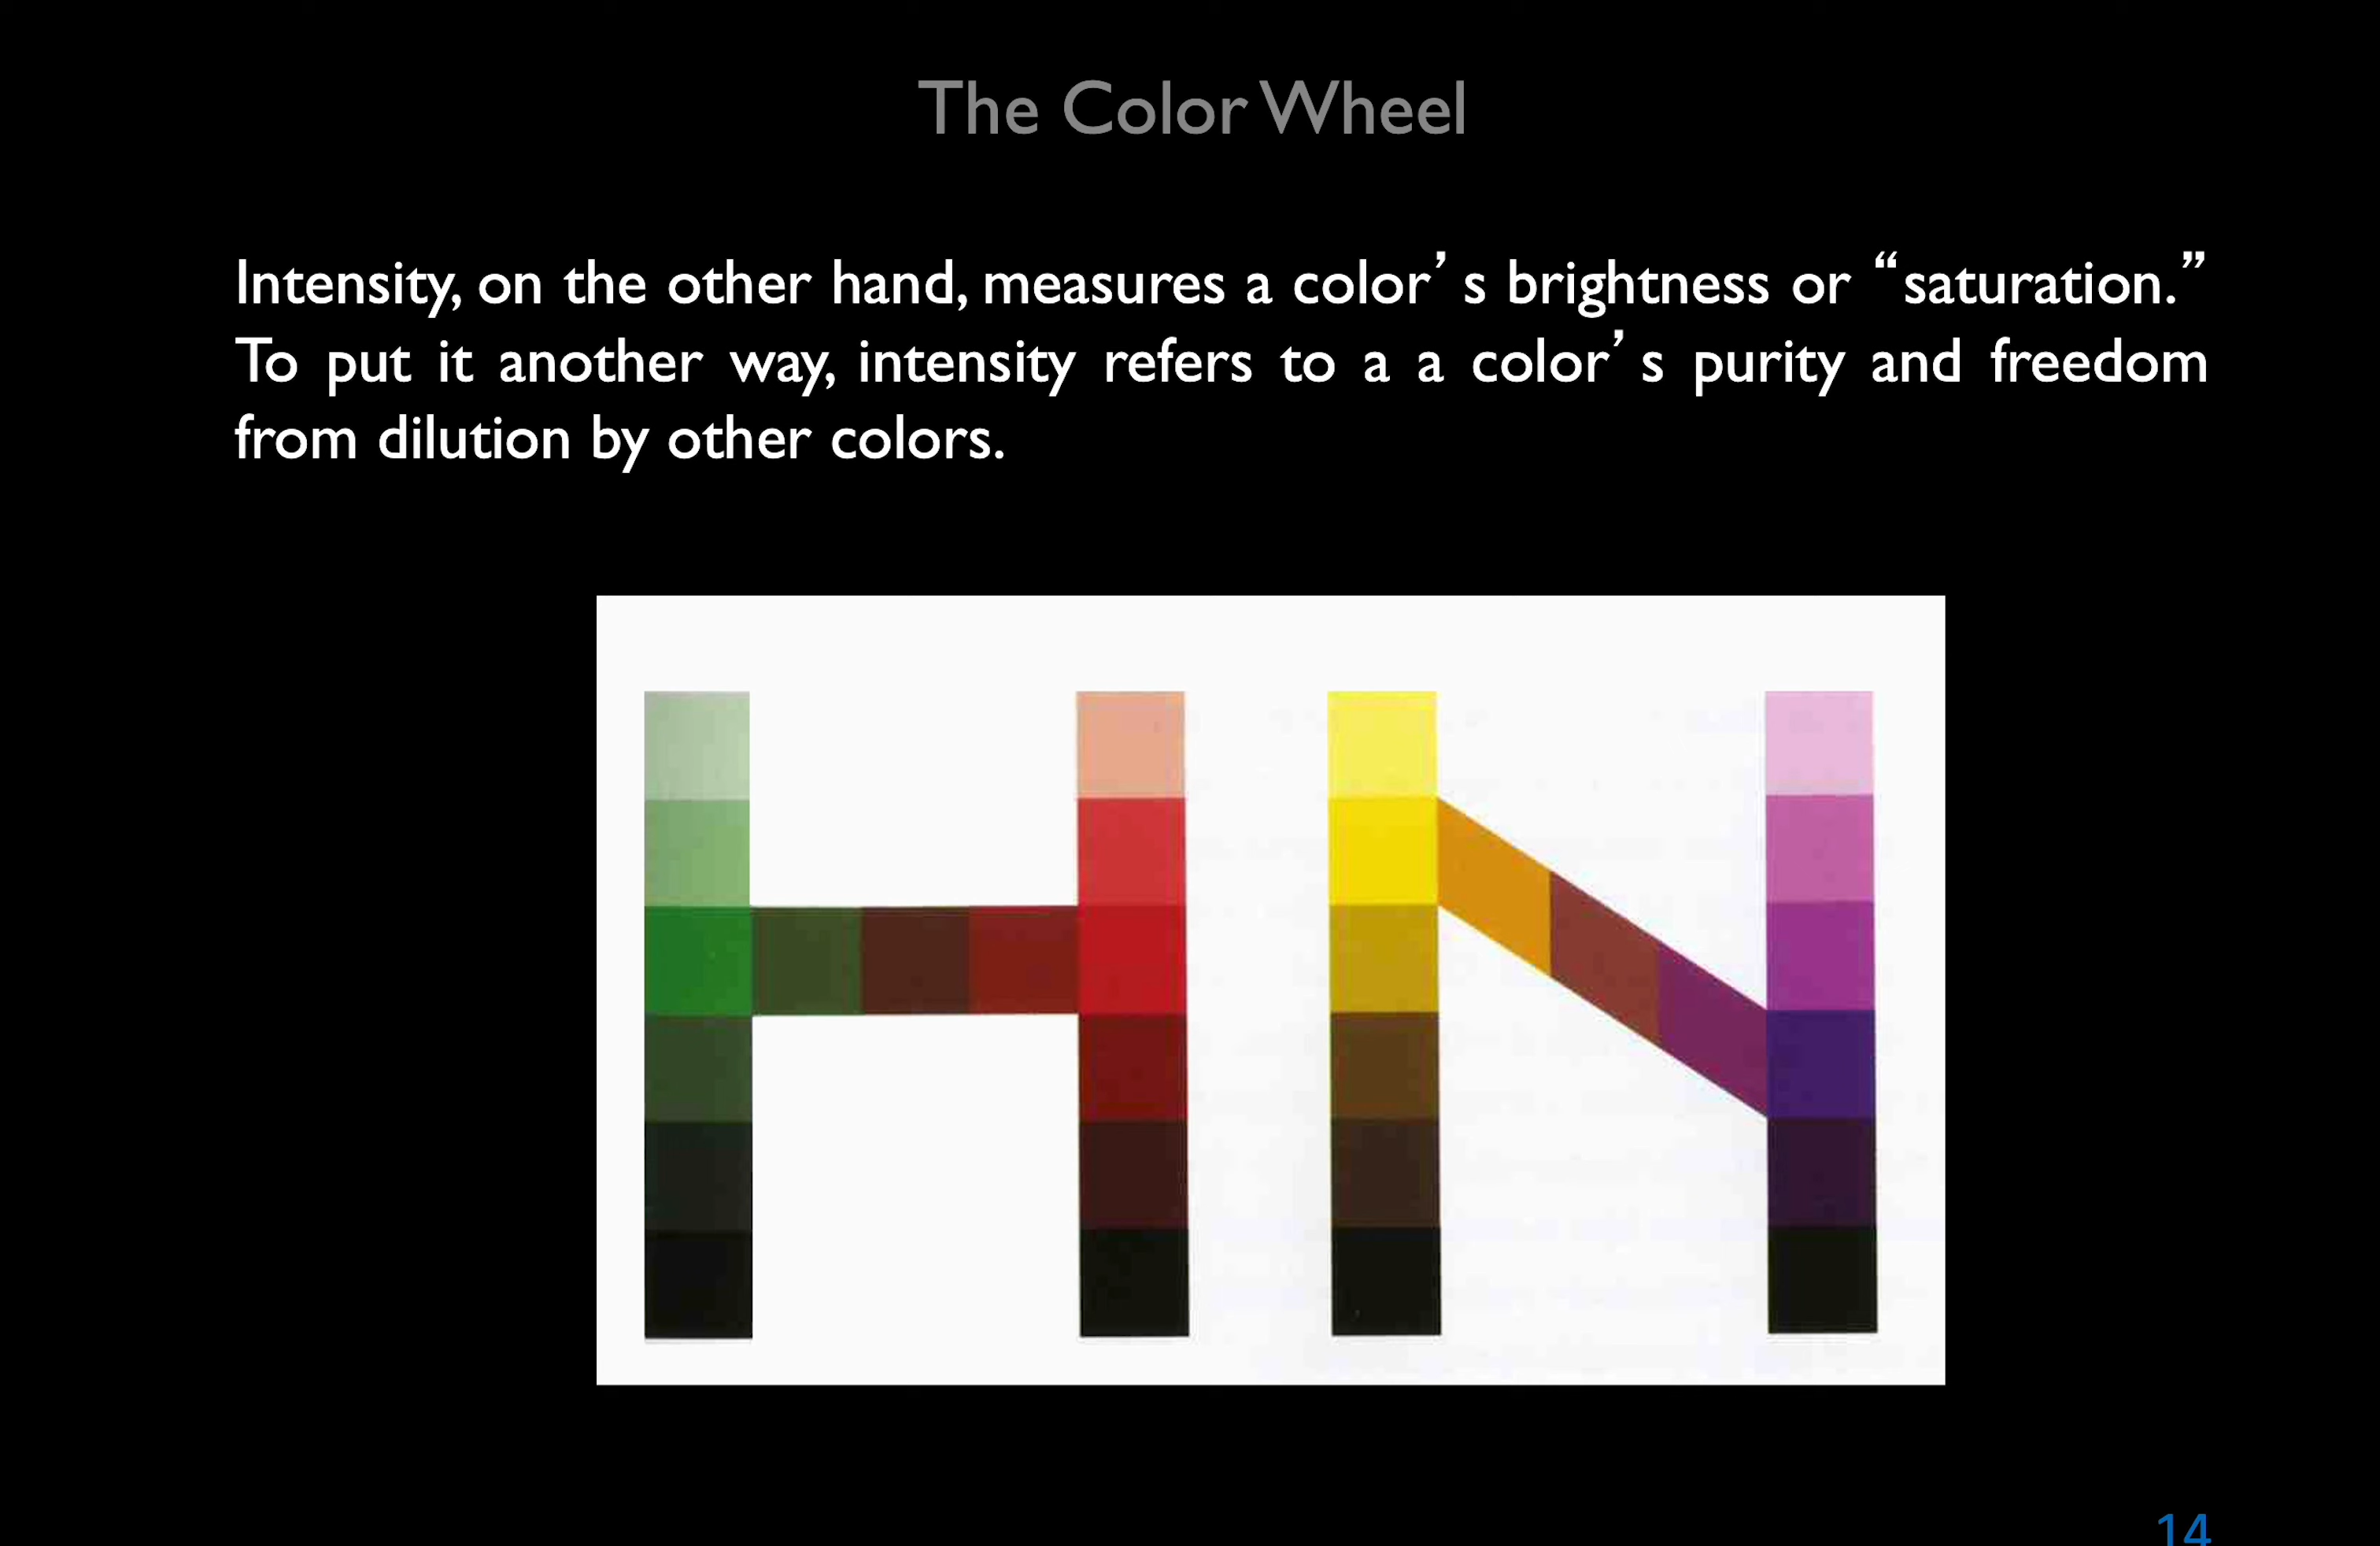 The Color Wheel
Intensity, on the other hand, measures a color’ s brightness or “saturation.”
To put it another way, intensity refers to a a color’ s purity and freedom
from dilution by other colors.
14